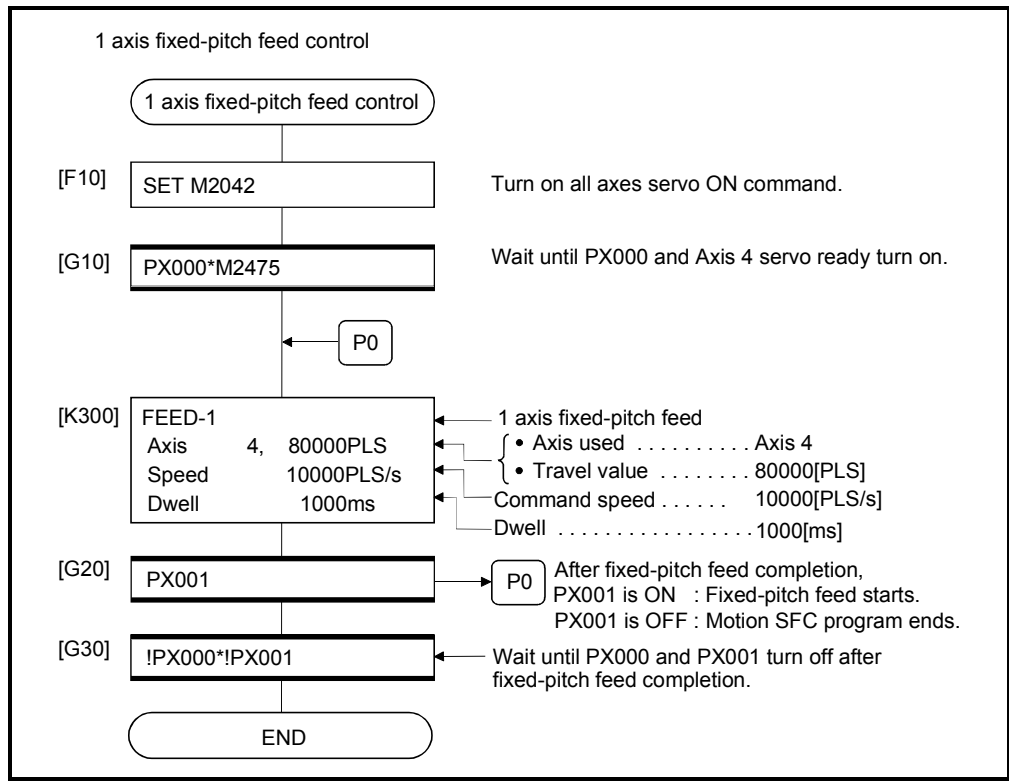 1 axis fixed-pitch feed control
1 axis fixed-pitch feed control
[F10] SET M2042 Turn on all axes servo ON command.
[G10] PX000*M2475 Wait until PX000 and Axis 4 servo ready turn on.
P0
[K300] FEED-1 1 axis fixed-pitch feed
Axis 4, 80000PLS • Axis used . . . . . . . . . . Axis 4
Speed 10000PLS/s • Travel value . . . . . . . . 80000[PLS]
Dwell 1000ms Command speed . . . . . . 10000[PLS/s]
Dwell . . . . . . . . . . . . . . . . . 1000[ms]
[G20] PX001 P0 After fixed-pitch feed completion,
PX001 is ON : Fixed-pitch feed starts.
PX001 is OFF : Motion SFC program ends.
[G30] !PX000*!PX001 Wait until PX000 and PX001 turn off after
fixed-pitch feed completion.
END